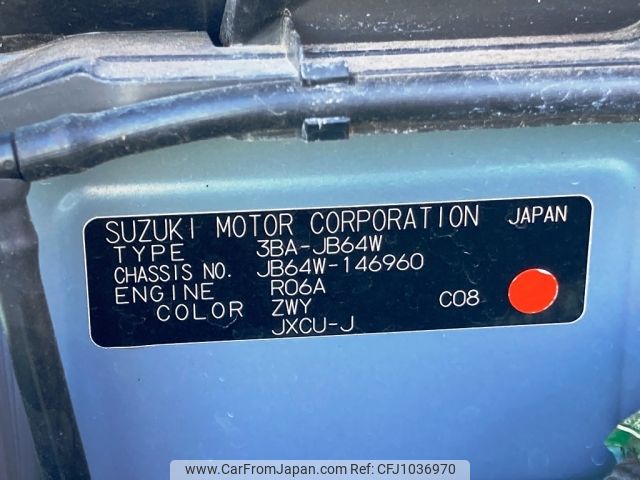 SUZUKI MOTOR CORPORATION JAPAN
TYPE 3BA-JB64W
CHASSIS NO. JB64W-146960
ENGINE R06A
COLOR ZWY C08
JXCU-J
www.CarFromJapan.com | Ref:CFJ1036970